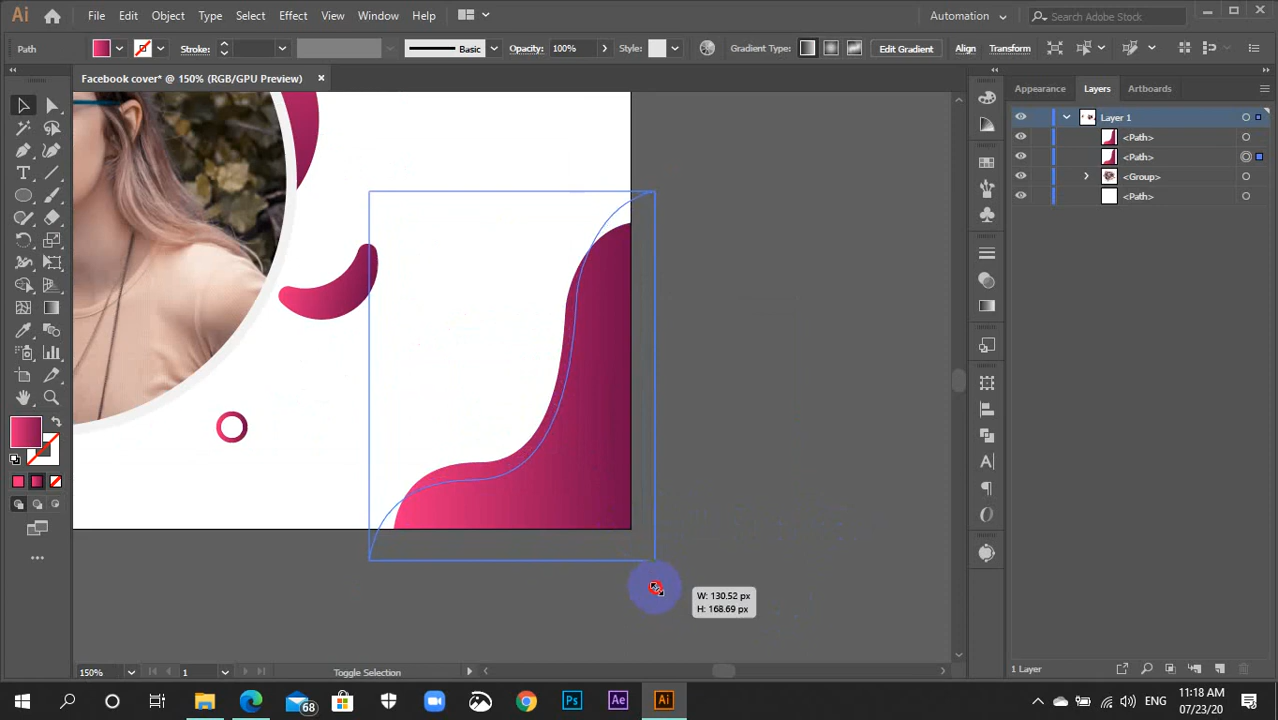 Ai File Edit Object Type Select Effect View Window Help Automation Search Adobe Stock
Path Stroke: Basic Opacity: 100% Style: Gradient Type: Edit Gradient Align Transform
Facebook cover* @ 150% (RGB/GPU Preview) ×
Appearance Layers Artboards
Layer 1
<Path>
<Path>
<Group>
<Path>
W: 130.52 px
H: 168.69 px
150% 1 Toggle Selection
1 Layer
68 Ps Ae Ai ENG
11:18 AM
07/23/20